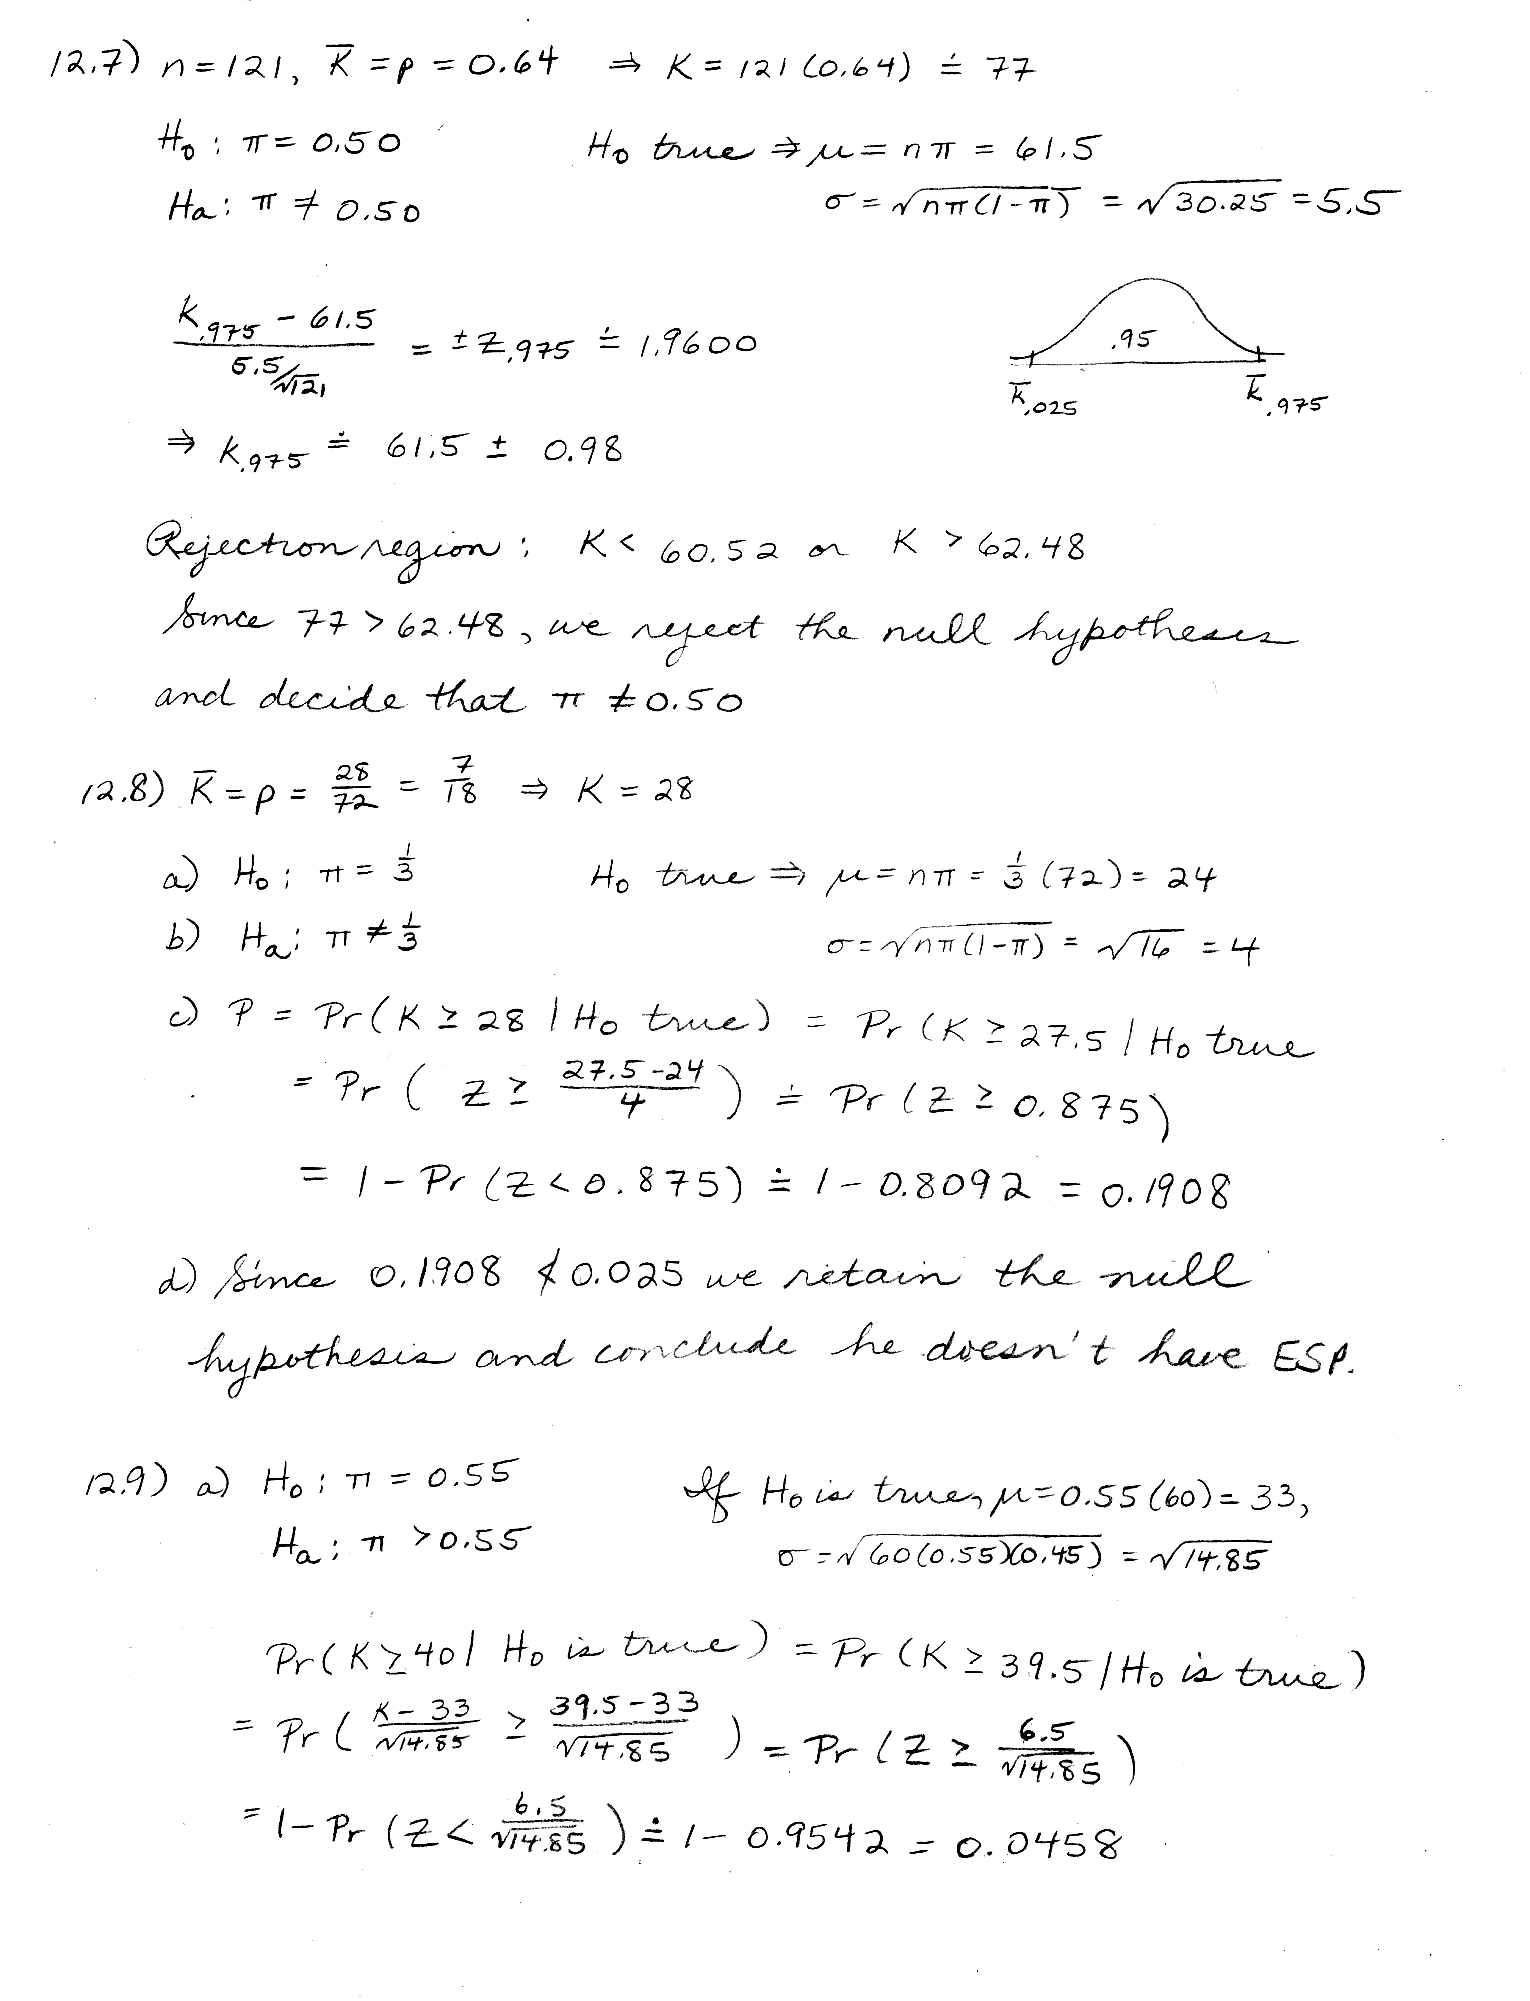 12.7) n = 121, K̅ = p = 0.64 ⇒ K = 121 (0.64) ≐ 77
H₀ : π = 0.50 H₀ true ⇒ μ = nπ = 61.5
Ha : π ≠ 0.50 σ = √nπ(1-π) = √30.25 = 5.5
K.975 - 61.5 / 5.5/√121 = ± Z.975 ≐ 1.9600
.95
K̅.025 K̅.975
⇒ K.975 ≐ 61.5 ± 0.98
Rejection region : K < 60.52 or K > 62.48
Since 77 > 62.48, we reject the null hypothesis
and decide that π ≠ 0.50
12.8) K̅ = p = 28/72 = 7/18 ⇒ K = 28
a) H₀ : π = 1/3 H₀ true ⇒ μ = nπ = 1/3 (72) = 24
b) Ha : π ≠ 1/3 σ = √nπ(1-π) = √16 = 4
c) P = Pr (K ≥ 28 | H₀ true) = Pr (K ≥ 27.5 | H₀ true
= Pr ( Z ≥ 27.5-24 / 4 ) ≐ Pr (Z ≥ 0.875)
= 1 - Pr (Z < 0.875) ≐ 1 - 0.8092 = 0.1908
d) Since 0.1908 ≮ 0.025 we retain the null
hypothesis and conclude he doesn't have ESP.
12.9) a) H₀ : π = 0.55 If H₀ is true, μ = 0.55 (60) = 33,
Ha : π > 0.55 σ = √60(0.55)(0.45) = √14.85
Pr (K ≥ 40 | H₀ is true) = Pr (K ≥ 39.5 | H₀ is true)
= Pr ( K - 33 / √14.85 ≥ 39.5 - 33 / √14.85 ) = Pr (Z ≥ 6.5 / √14.85 )
= 1 - Pr (Z < 6.5 / √14.85 ) ≐ 1 - 0.9542 = 0.0458